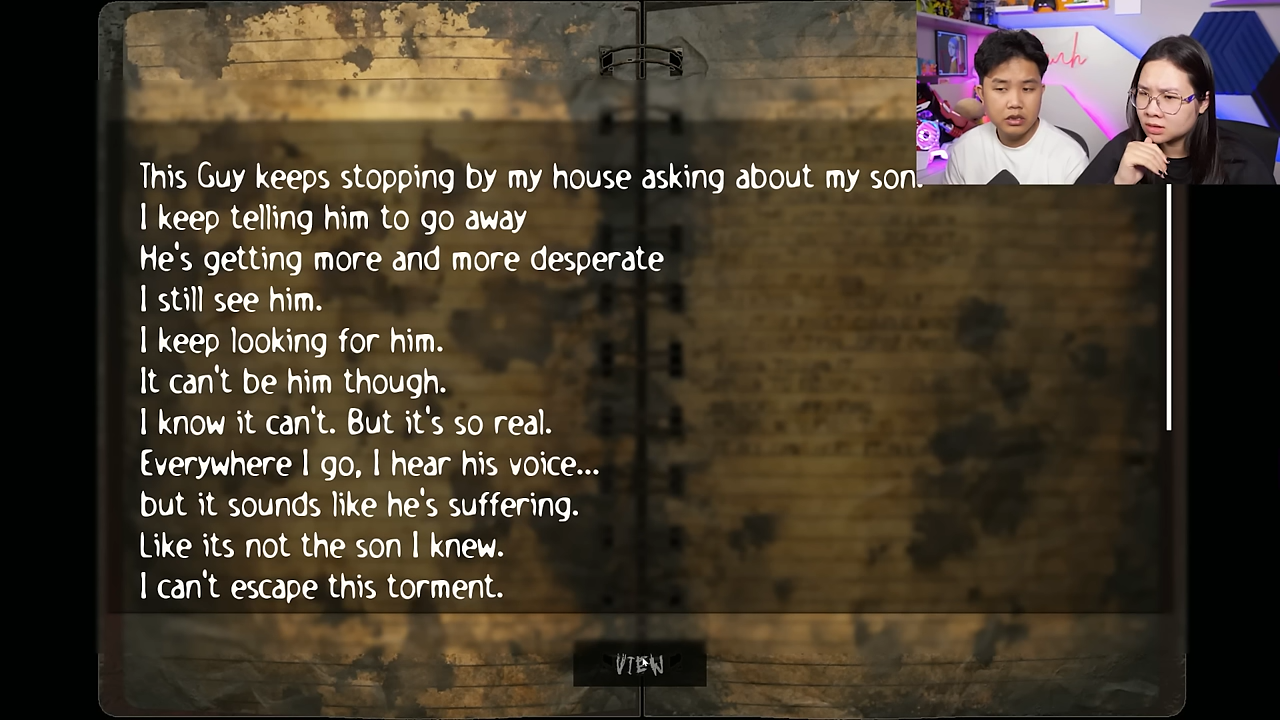 This Guy keeps stopping by my house asking about my son.
I keep telling him to go away
He's getting more and more desperate
I still see him.
I keep looking for him.
It can't be him though.
I know it can't. But it's so real.
Everywhere I go, I hear his voice...
but it sounds like he's suffering.
Like its not the son I knew.
I can't escape this torment.
VIEW